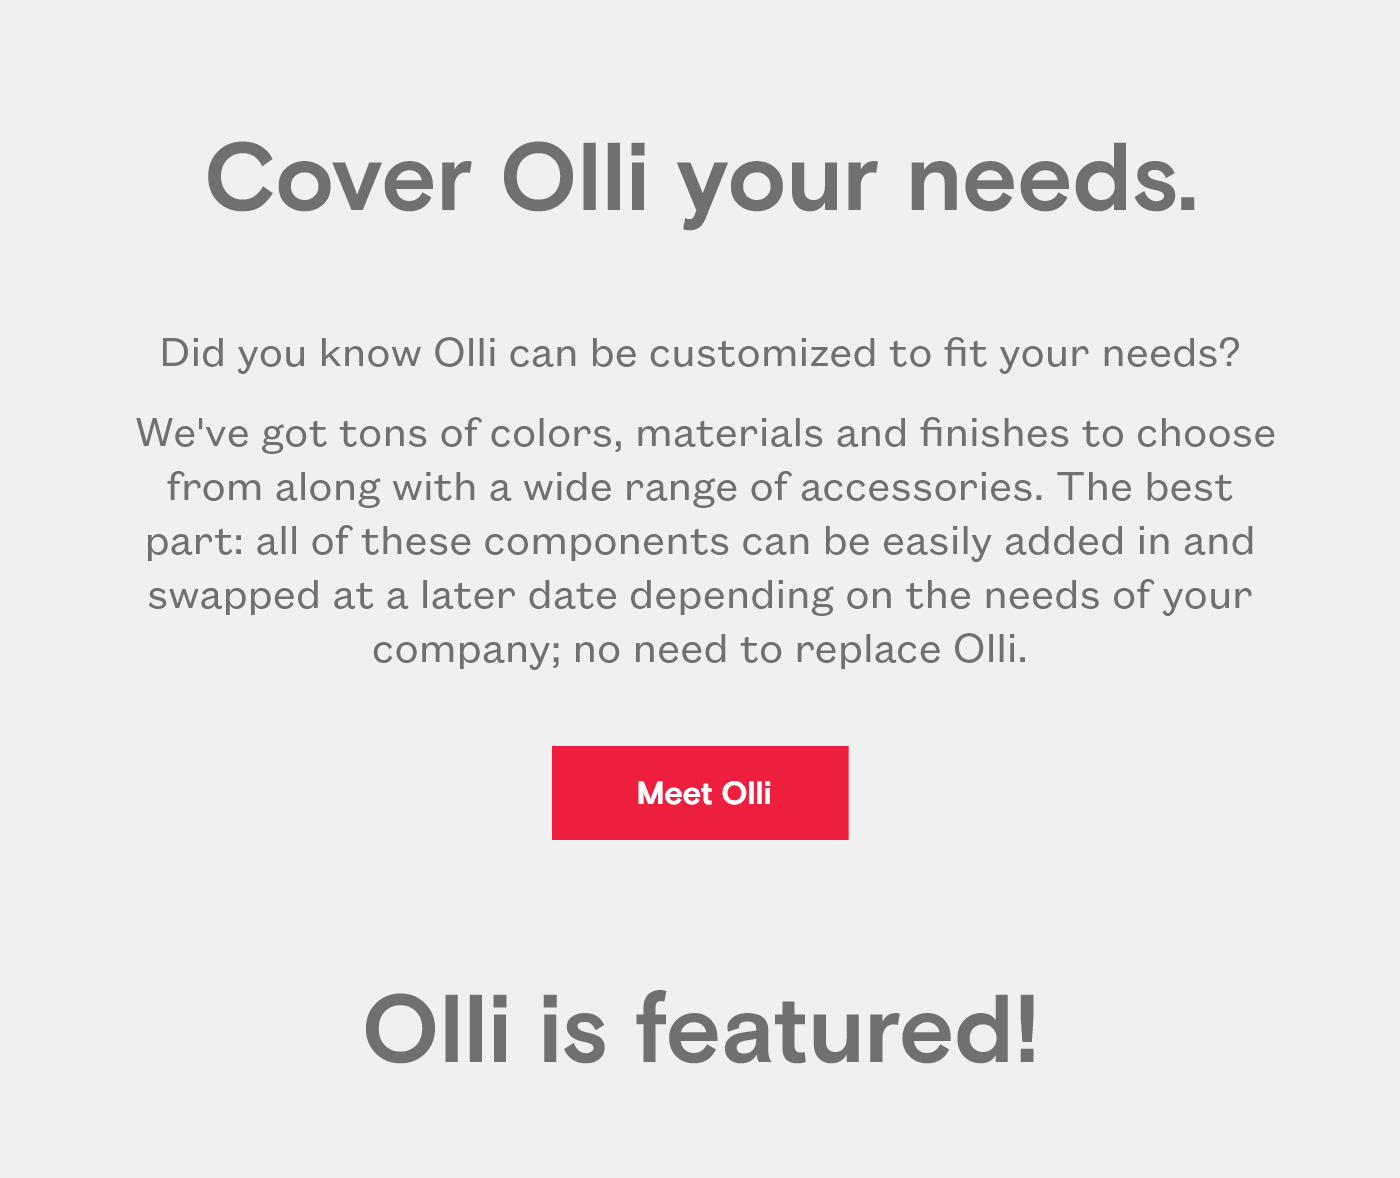 Cover Olli your needs.
Did you know Olli can be customized to fit your needs?
We've got tons of colors, materials and finishes to choose
from along with a wide range of accessories. The best
part: all of these components can be easily added in and
swapped at a later date depending on the needs of your
company; no need to replace Olli.
Meet Olli
Olli is featured!